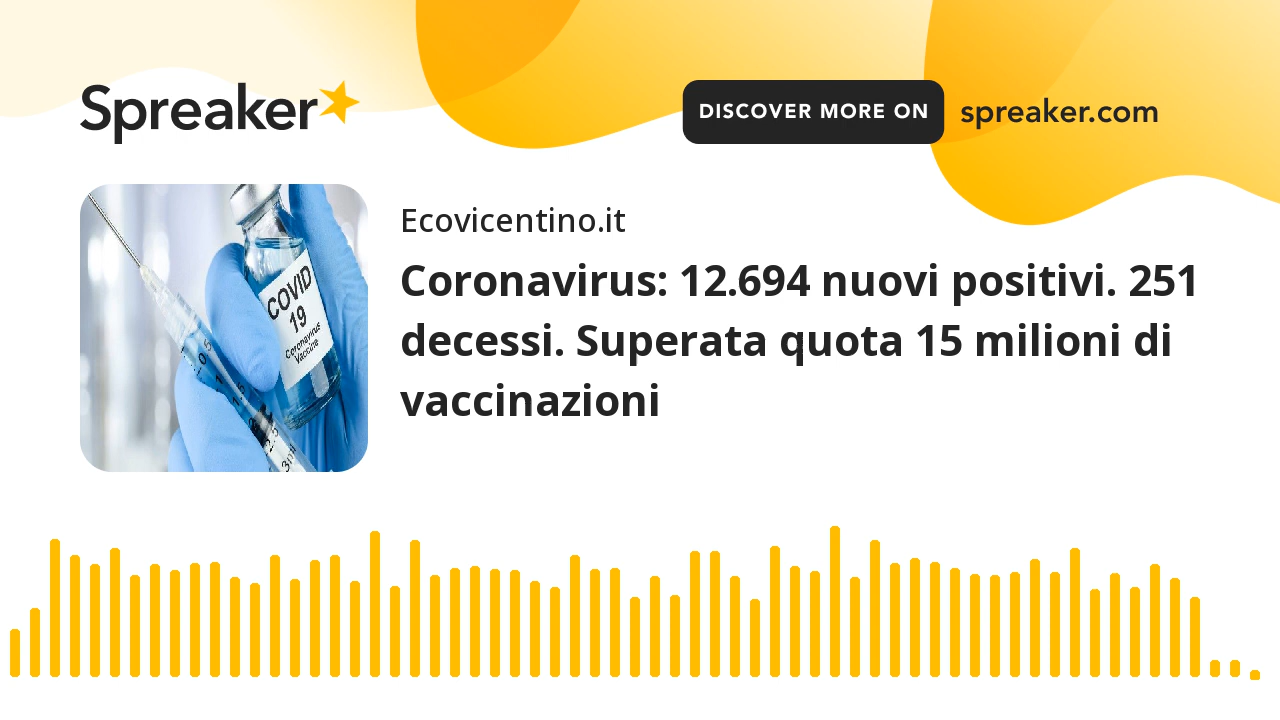 Spreaker
DISCOVER MORE ON
spreaker.com
Ecovicentino.it
Coronavirus: 12.694 nuovi positivi. 251
decessi. Superata quota 15 milioni di
vaccinazioni
COVID
19
Coronavirus
Vaccine